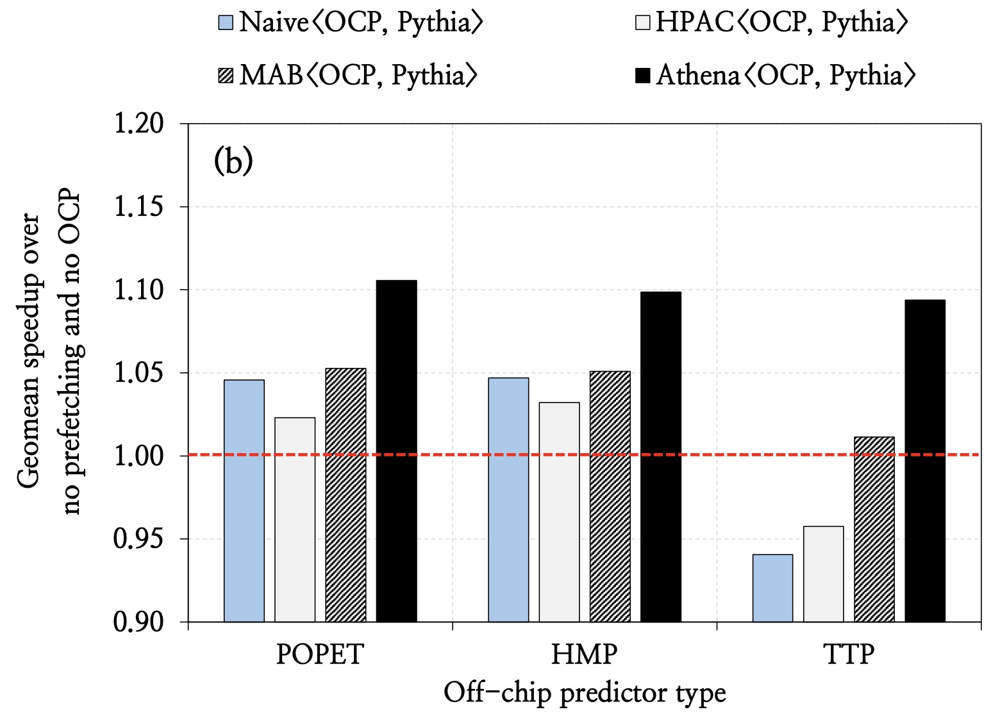 Naive〈OCP, Pythia〉
HPAC〈OCP, Pythia〉
MAB〈OCP, Pythia〉
Athena〈OCP, Pythia〉
Geomean speedup over
no prefetching and no OCP
1.20
1.15
1.10
1.05
1.00
0.95
0.90
(b)
POPET
HMP
TTP
Off-chip predictor type